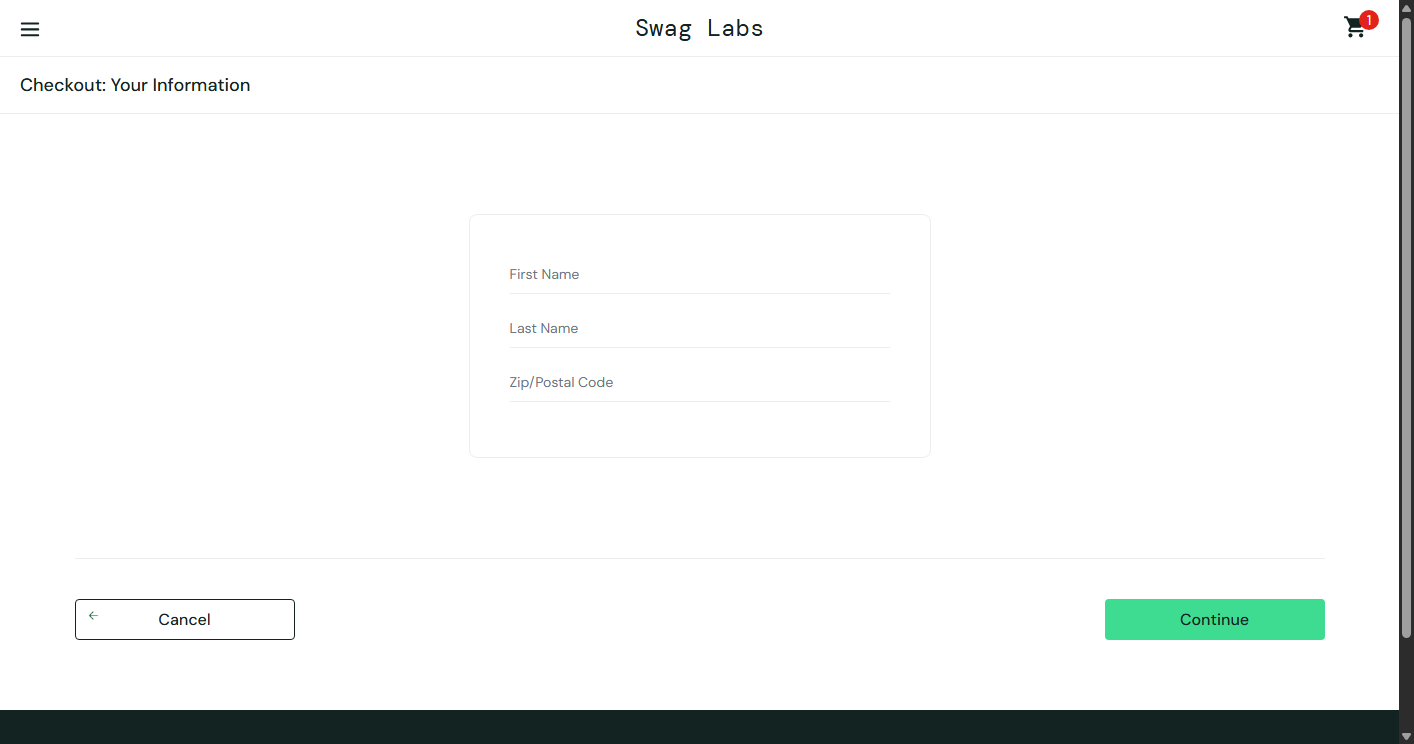 Swag Labs
1
Checkout: Your Information
First Name
Last Name
Zip/Postal Code
Cancel
Continue